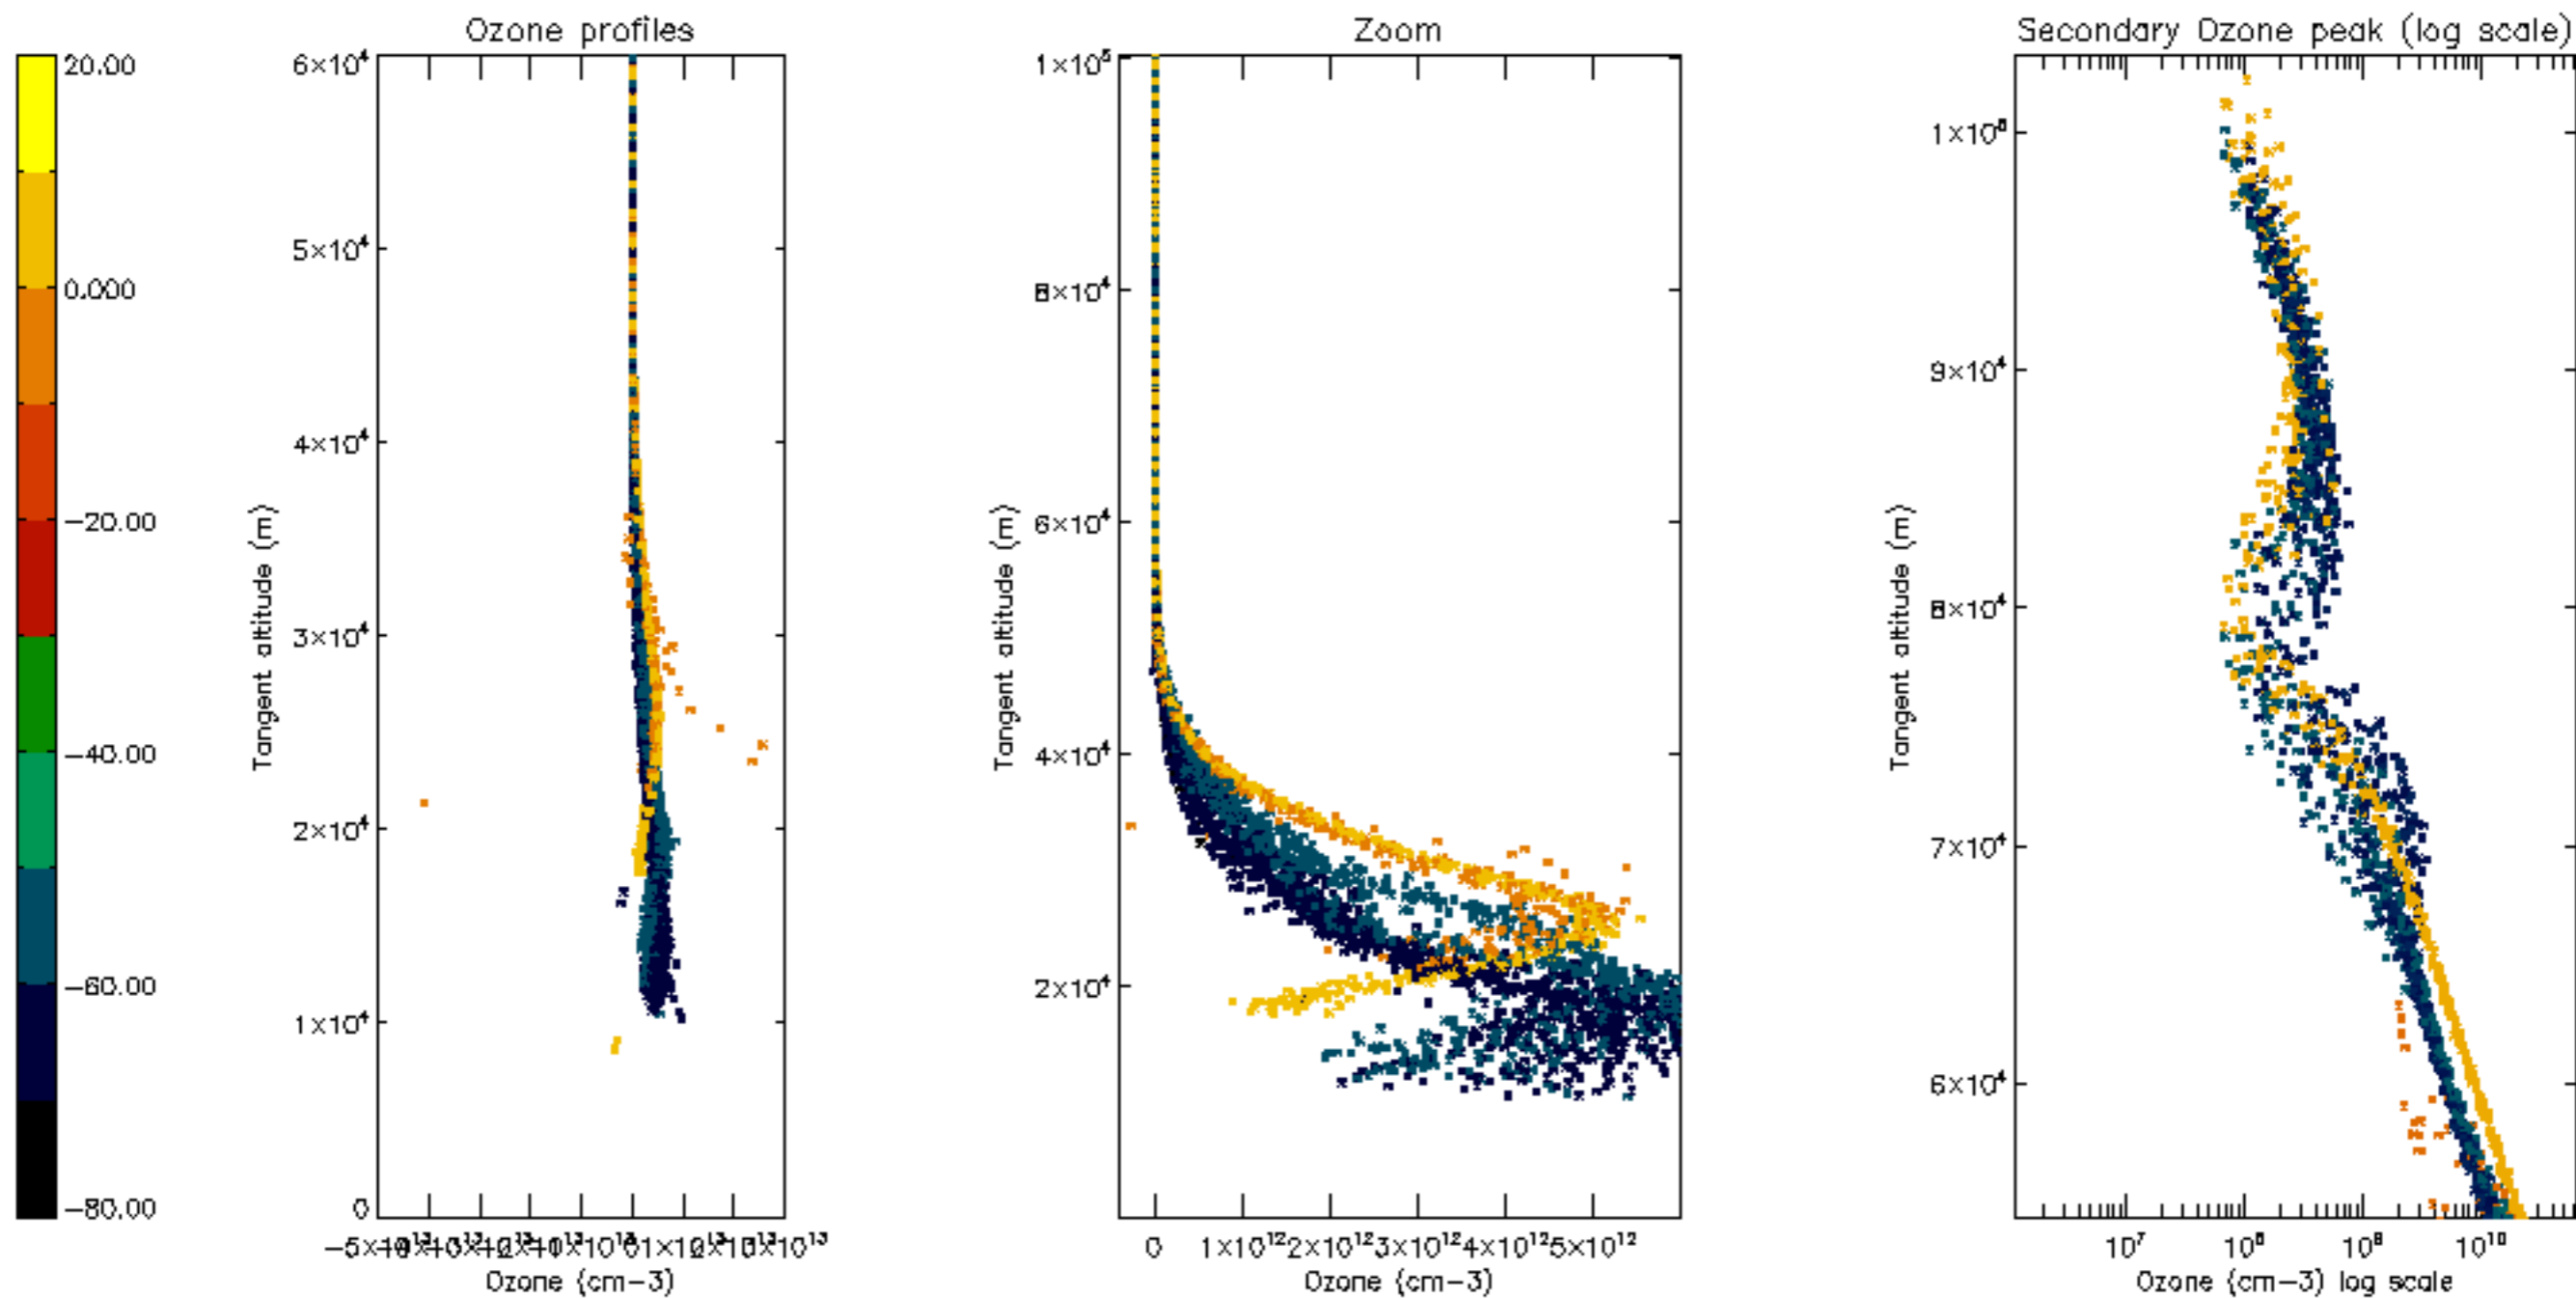 Ozone profiles
Zoom
Secondary Ozone peak (log scale)
20.00
0.000
−20.00
−40.00
−60.00
−80.00
6×10⁴
5×10⁴
4×10⁴
3×10⁴
2×10⁴
1×10⁴
0
Tangent altitude (m)
Ozone (cm−3)
1×10⁵
8×10⁴
6×10⁴
4×10⁴
2×10⁴
Tangent altitude (m)
0 1×10¹² 2×10¹² 3×10¹² 4×10¹² 5×10¹²
Ozone (cm−3)
9×10⁴
8×10⁴
7×10⁴
6×10⁴
Tangent altitude (m)
10⁷ 10⁸ 10⁹ 10¹⁰
Ozone (cm−3) log scale